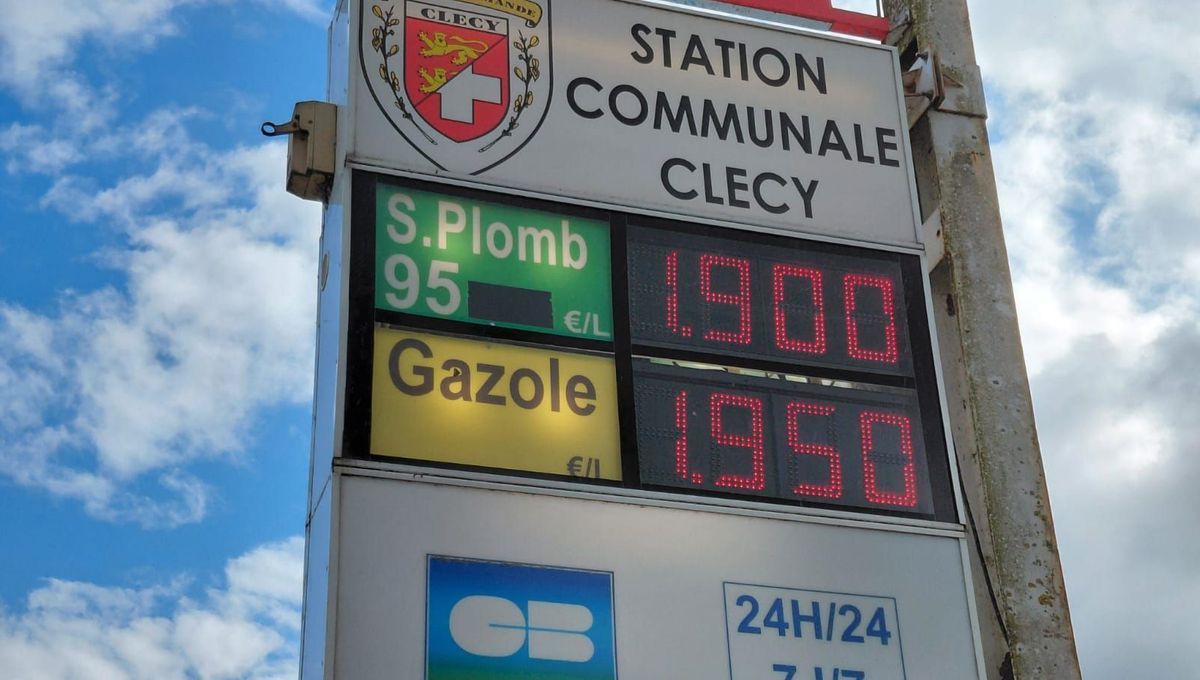 CLECY
STATION
COMMUNALE
CLECY
S.Plomb
95
€/L
1.900
Gazole
€/L
1.950
CB
24H/24